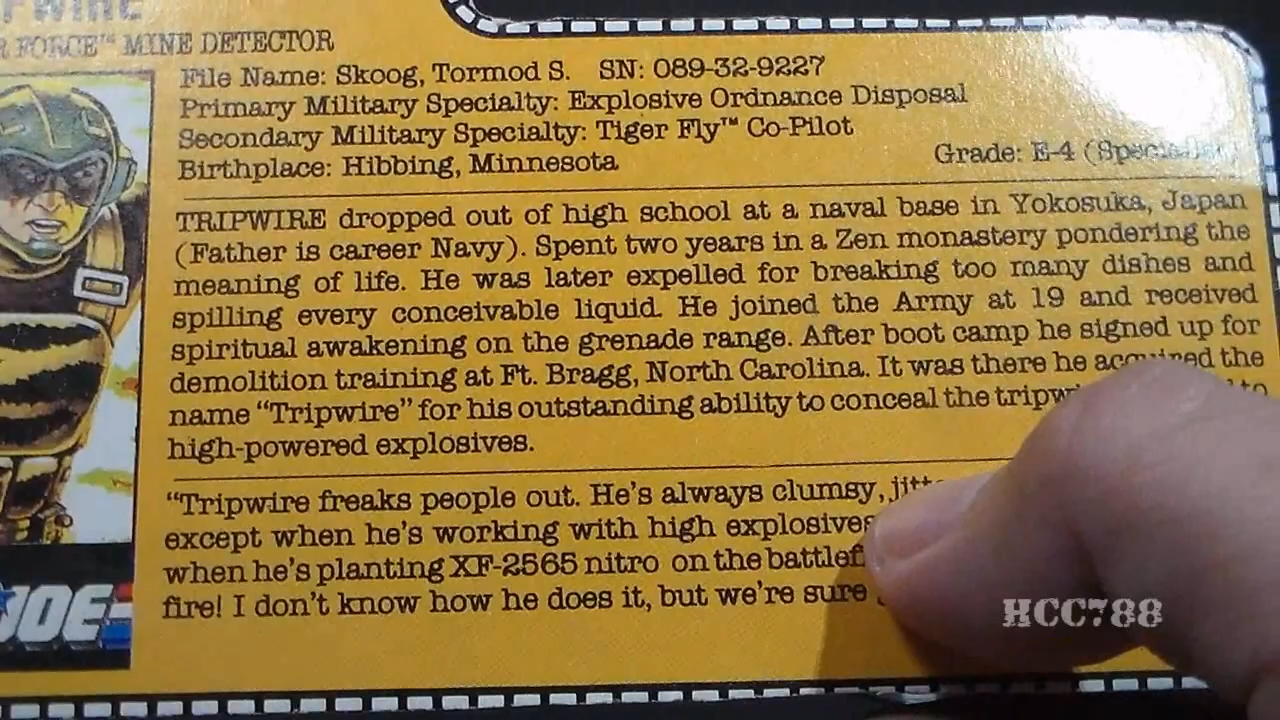 PWIRE
R FORCE™ MINE DETECTOR
File Name: Skoog, Tormod S. SN: 089-32-9227
Primary Military Specialty: Explosive Ordnance Disposal
Secondary Military Specialty: Tiger Fly™ Co-Pilot
Birthplace: Hibbing, Minnesota
Grade: E-4 (Specialist)
TRIPWIRE dropped out of high school at a naval base in Yokosuka, Japan
(Father is career Navy). Spent two years in a Zen monastery pondering the
meaning of life. He was later expelled for breaking too many dishes and
spilling every conceivable liquid. He joined the Army at 19 and received
spiritual awakening on the grenade range. After boot camp he signed up for
demolition training at Ft. Bragg, North Carolina. It was there he acquired the
name “Tripwire” for his outstanding ability to conceal the tripw to
high-powered explosives.
“Tripwire freaks people out. He's always clumsy, jitt
except when he's working with high explosives
when he's planting XF-2565 nitro on the battlef
fire! I don't know how he does it, but we're sure
JOE
HCC788